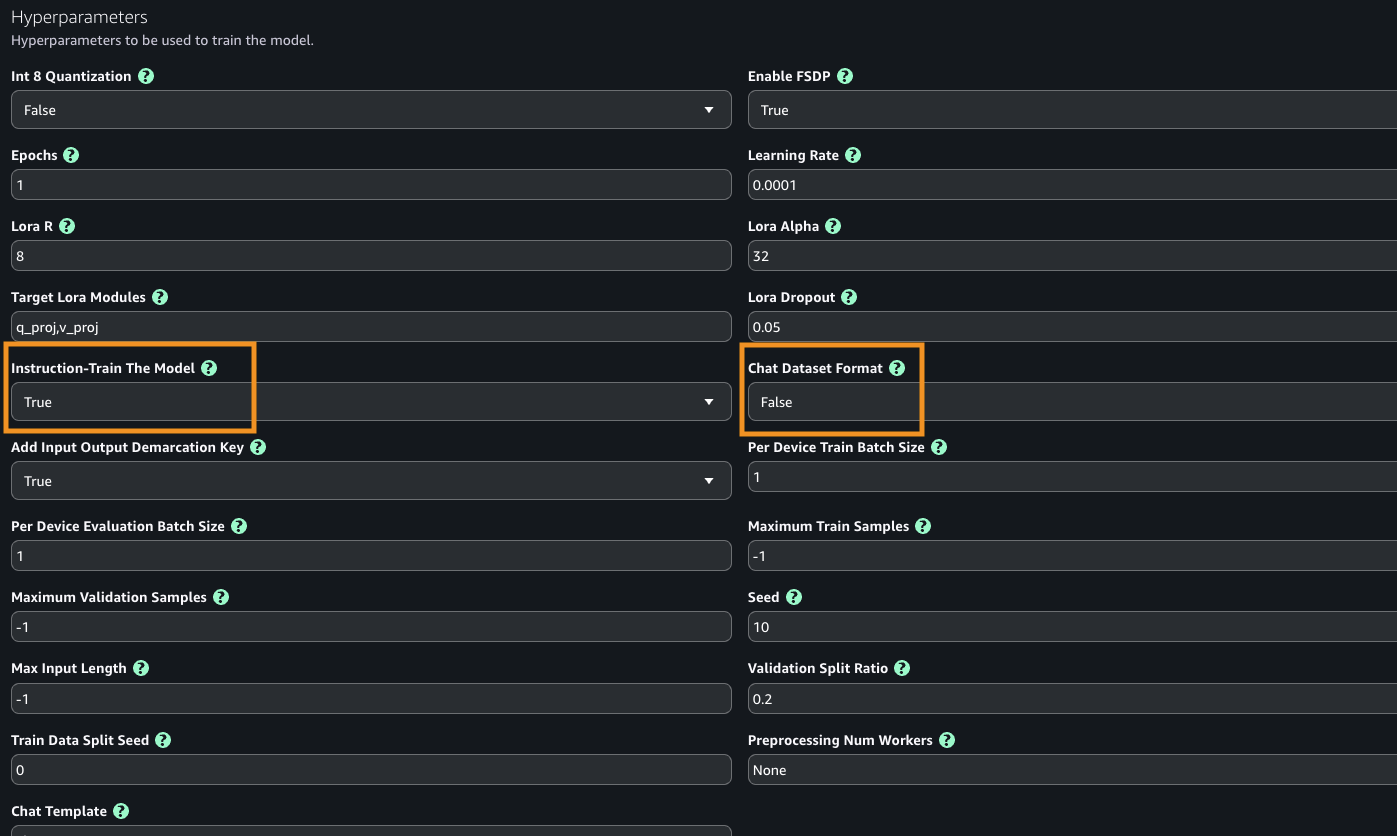 Hyperparameters
Hyperparameters to be used to train the model.
Int 8 Quantization ?
Enable FSDP ?
False
True
Epochs ?
Learning Rate ?
1
0.0001
Lora R ?
Lora Alpha ?
8
32
Target Lora Modules ?
Lora Dropout ?
q_proj,v_proj
0.05
Instruction-Train The Model ?
Chat Dataset Format ?
True
False
Add Input Output Demarcation Key ?
Per Device Train Batch Size ?
True
1
Per Device Evaluation Batch Size ?
Maximum Train Samples ?
1
-1
Maximum Validation Samples ?
Seed ?
-1
10
Max Input Length ?
Validation Split Ratio ?
-1
0.2
Train Data Split Seed ?
Preprocessing Num Workers ?
0
None
Chat Template ?